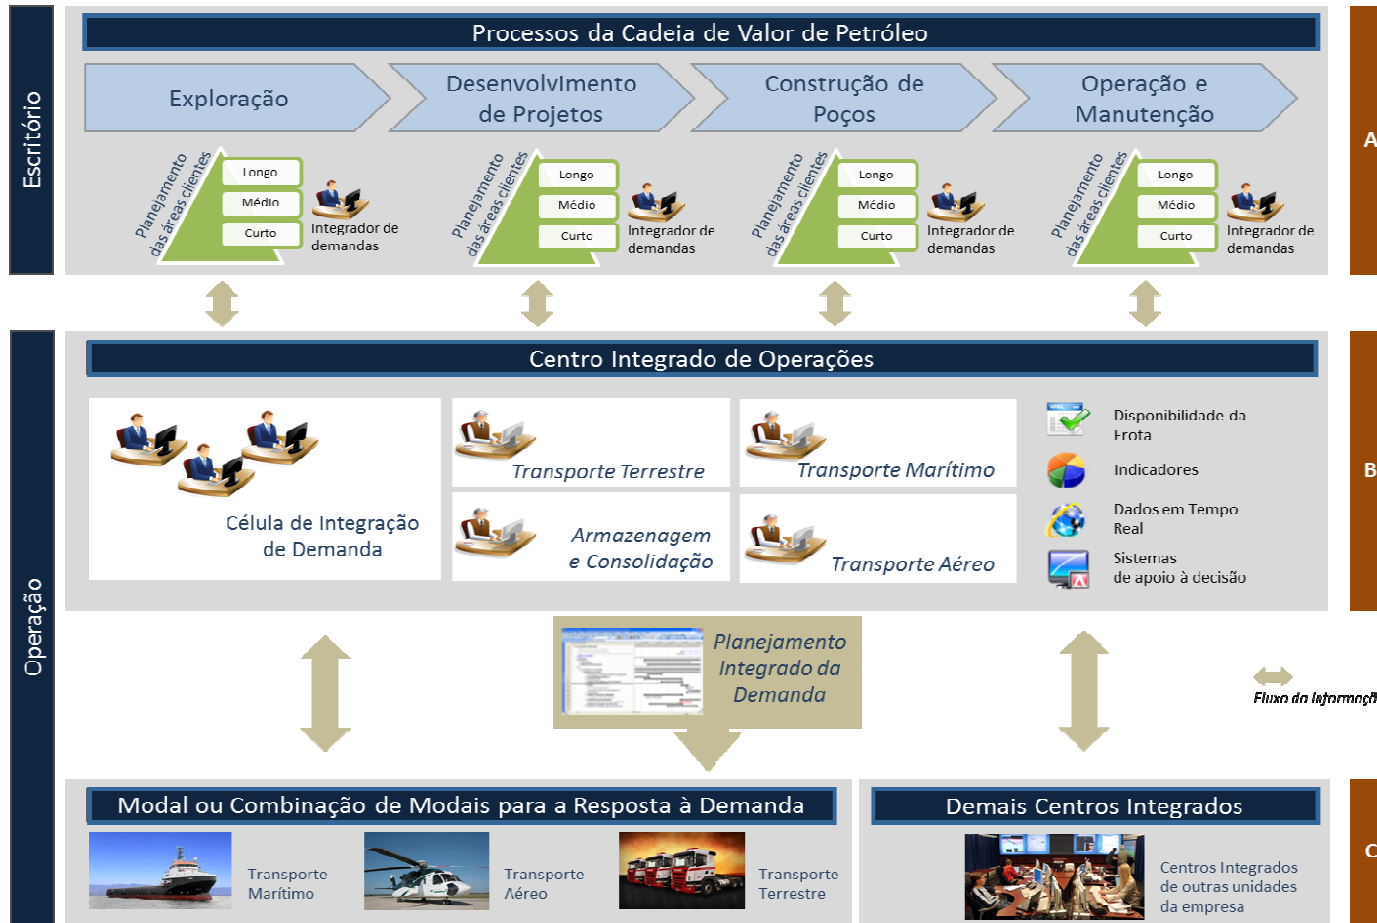 Processos da Cadeia de Valor de Petróleo
Escritório
Exploração
Desenvolvimento
de Projetos
Construção de
Poços
Operação e
Manutenção
A
Planejamento
das áreas clientes
Longo
Médio
Curto
Integrador de
demandas
Planejamento
das áreas clientes
Longo
Médio
Curto
Integrador de
demandas
Planejamento
das áreas clientes
Longo
Médio
Curto
Integrador de
demandas
Planejamento
das áreas clientes
Longo
Médio
Curto
Integrador de
demandas
Operação
Centro Integrado de Operações
Célula de Integração
de Demanda
Transporte Terrestre
Armazenagem
e Consolidação
Transporte Marítimo
Transporte Aéreo
Disponibilidade da
Frota
Indicadores
Dados em Tempo
Real
Sistemas
de apoio à decisão
B
Planejamento
Integrado da
Demanda
Fluxo da Informaçã
Modal ou Combinação de Modais para a Resposta à Demanda
Transporte
Marítimo
Transporte
Aéreo
Transporte
Terrestre
Demais Centros Integrados
Centros Integrados
de outras unidades
da empresa
C